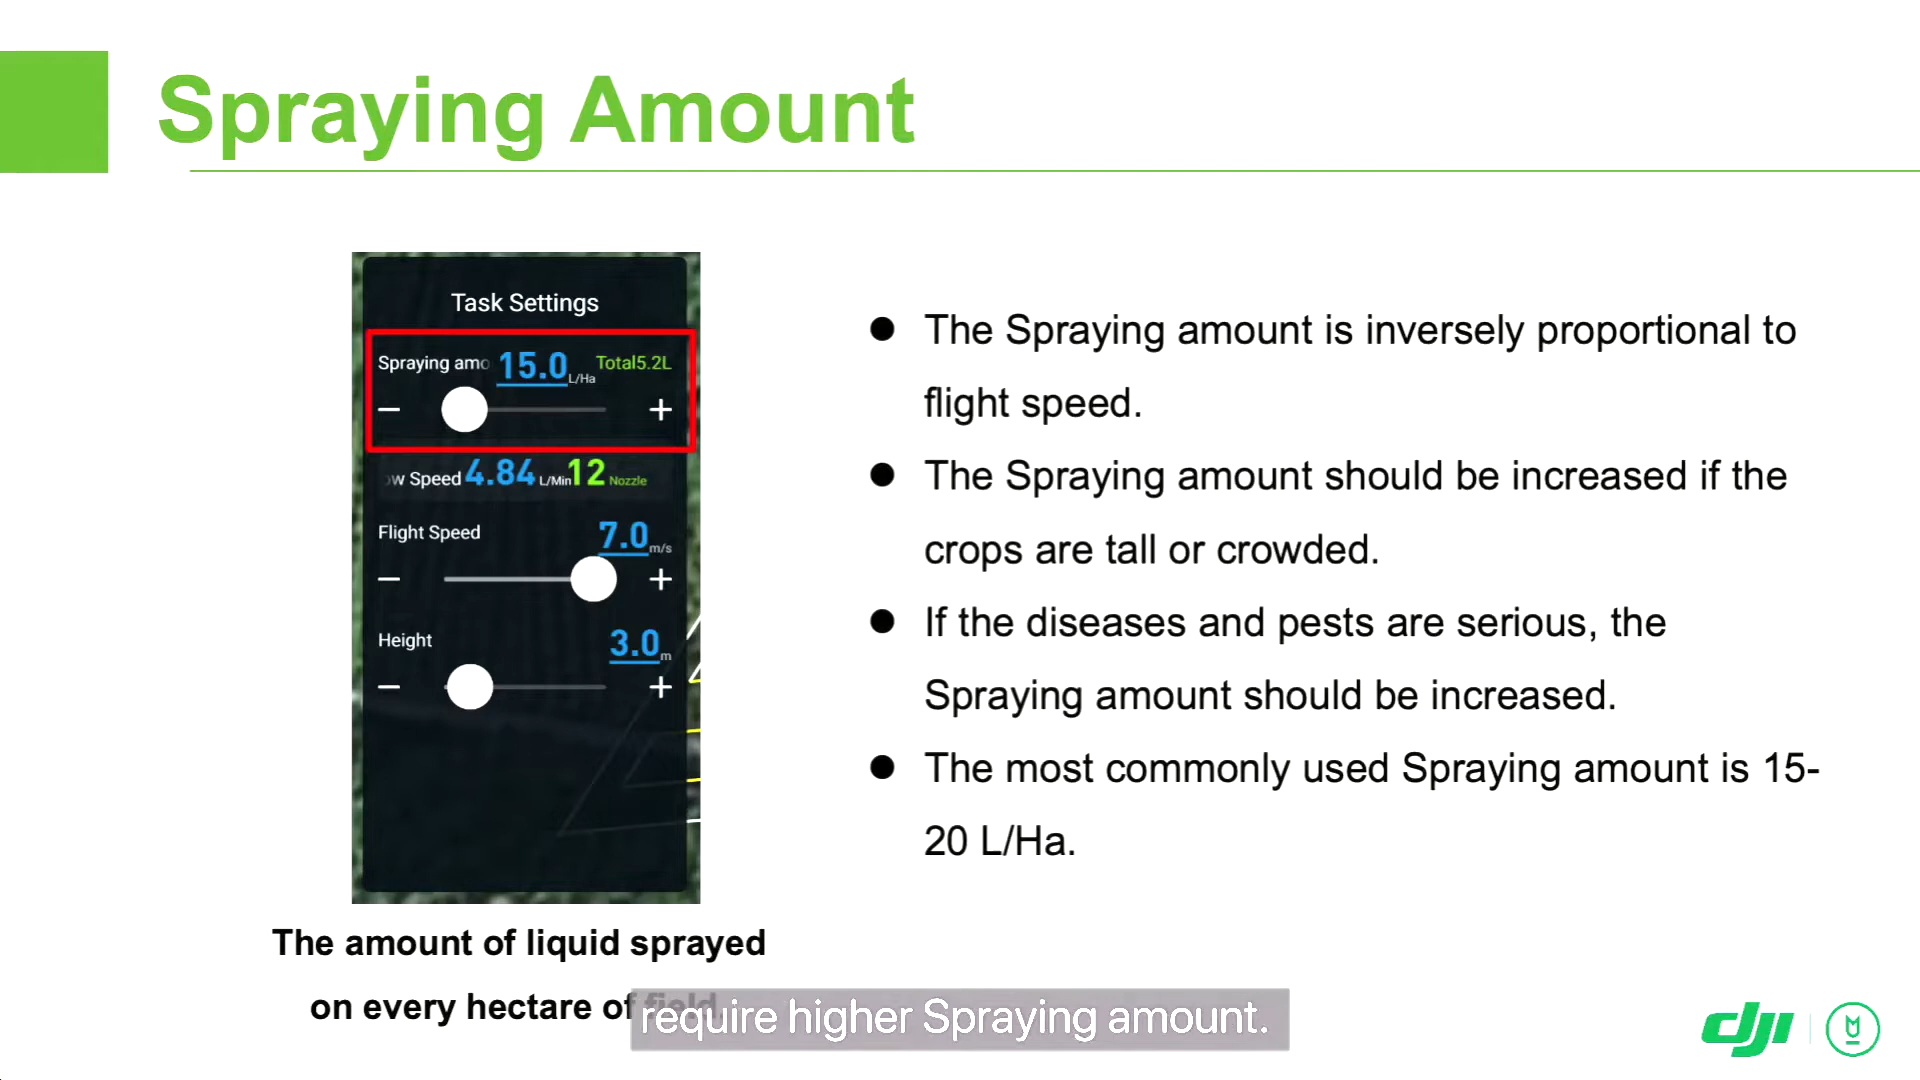 Spraying Amount
Task Settings
Spraying amo 15.0 L/Ha Total5.2L
w Speed 4.84 L/Min 12 Nozzle
Flight Speed 7.0 m/s
Height 3.0 m
The amount of liquid sprayed
on every hectare of field.
● The Spraying amount is inversely proportional to
flight speed.
● The Spraying amount should be increased if the
crops are tall or crowded.
● If the diseases and pests are serious, the
Spraying amount should be increased.
● The most commonly used Spraying amount is 15-
20 L/Ha.
require higher Spraying amount.
dji